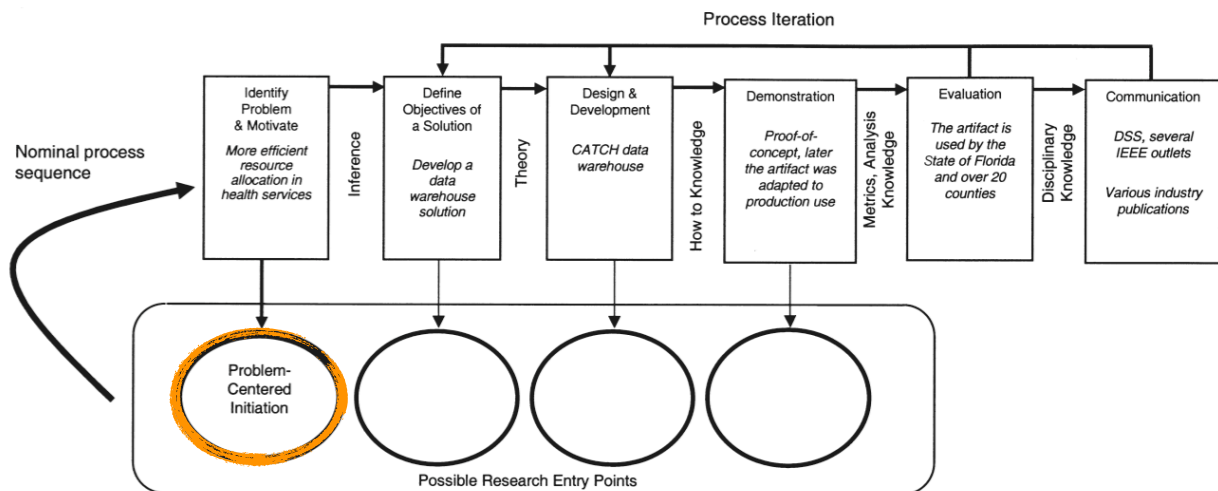 Process Iteration
Nominal process
sequence
Identify
Problem
& Motivate
More efficient
resource
allocation in
health services
Inference
Define
Objectives of
a Solution
Develop a
data
warehouse
solution
Theory
Design &
Development
CATCH data
warehouse
How to Knowledge
Demonstration
Proof-of-
concept, later
the artifact was
adapted to
production use
Metrics, Analysis
Knowledge
Evaluation
The artifact is
used by the
State of Florida
and over 20
counties
Disciplinary
Knowledge
Communication
DSS, several
IEEE outlets
Various industry
publications
Problem-
Centered
Initiation
Possible Research Entry Points